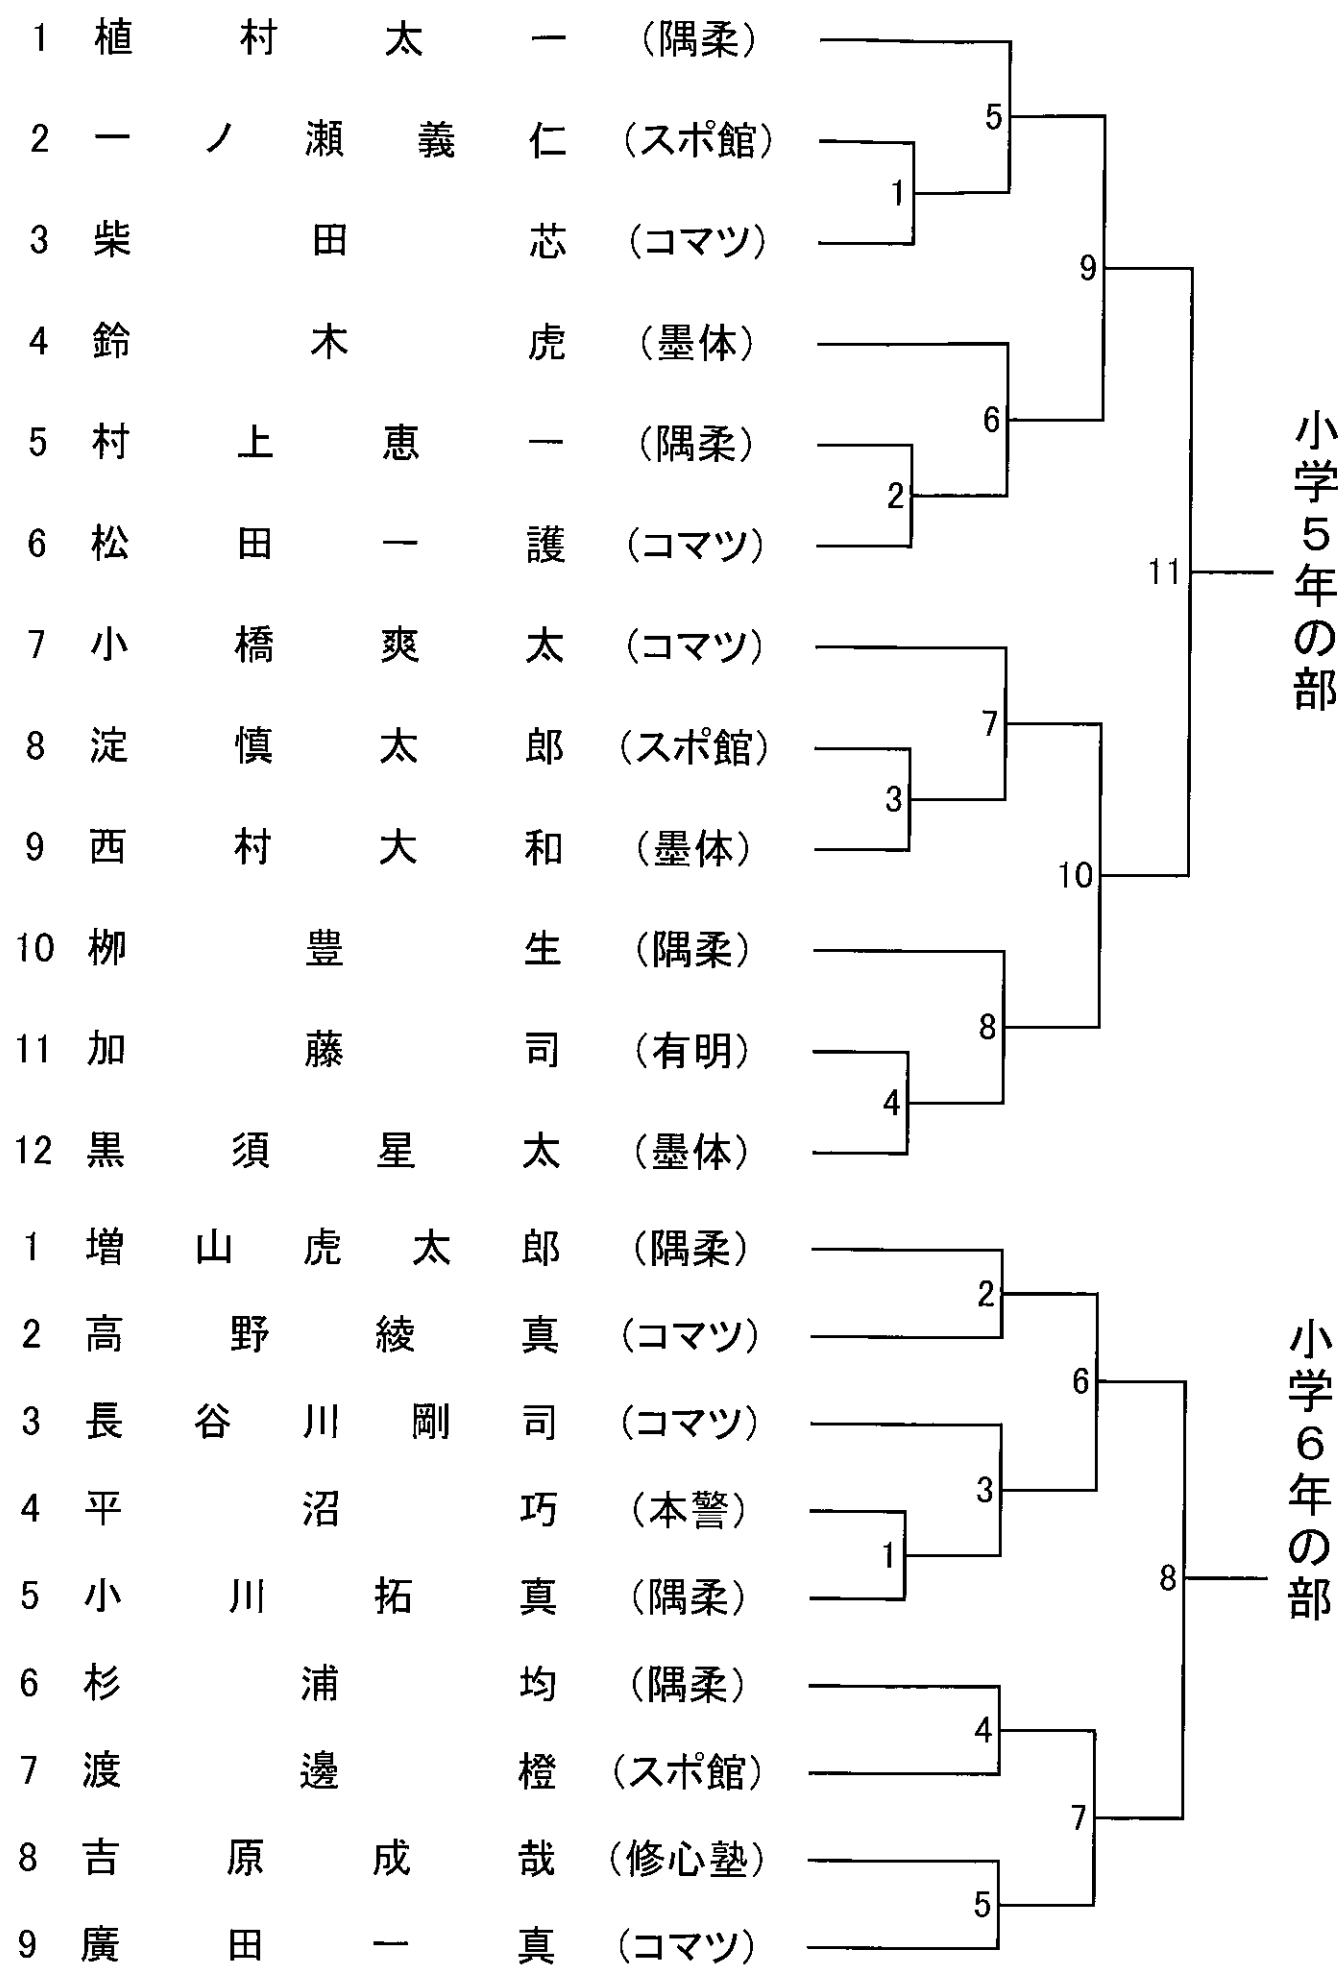 1 植村太一 (隅柔)
2 一ノ瀬義仁 (スポ館)
3 柴田芯 (コマツ)
4 鈴木虎 (墨体)
5 村上恵一 (隅柔)
6 松田一護 (コマツ)
7 小橋爽太 (コマツ)
8 淀慎太郎 (スポ館)
9 西村大和 (墨体)
10 栁豊生 (隅柔)
11 加藤司 (有明)
12 黒須星太 (墨体)
5
1
9
6
2
11
7
3
10
8
4
小学5年の部
1 増山虎太郎 (隅柔)
2 高野綾真 (コマツ)
3 長谷川剛司 (コマツ)
4 平沼巧 (本警)
5 小川拓真 (隅柔)
6 杉浦均 (隅柔)
7 渡邊橙 (スポ館)
8 吉原成哉 (修心塾)
9 廣田一真 (コマツ)
2
6
3
1
8
4
7
5
小学6年の部